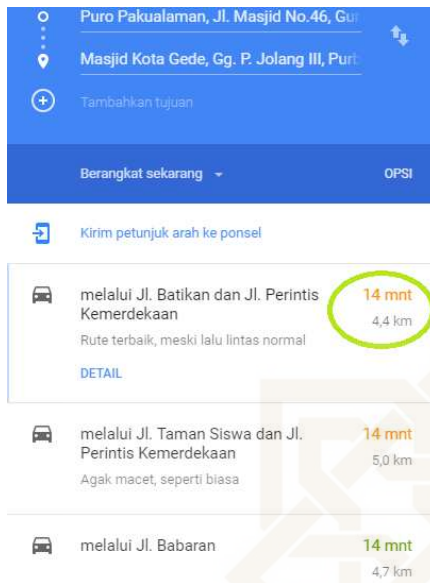 Puro Pakualaman, Jl. Masjid No.46, Gu
Masjid Kota Gede, Gg. P. Jolang III, Purb
Tambahkan tujuan
Berangkat sekarang
OPSI
Kirim petunjuk arah ke ponsel
melalui Jl. Batikan dan Jl. Perintis
Kemerdekaan
14 mnt
4,4 km
Rute terbaik, meski lalu lintas normal
DETAIL
melalui Jl. Taman Siswa dan Jl.
Perintis Kemerdekaan
14 mnt
5,0 km
Agak macet, seperti biasa
melalui Jl. Babaran
14 mnt
4,7 km